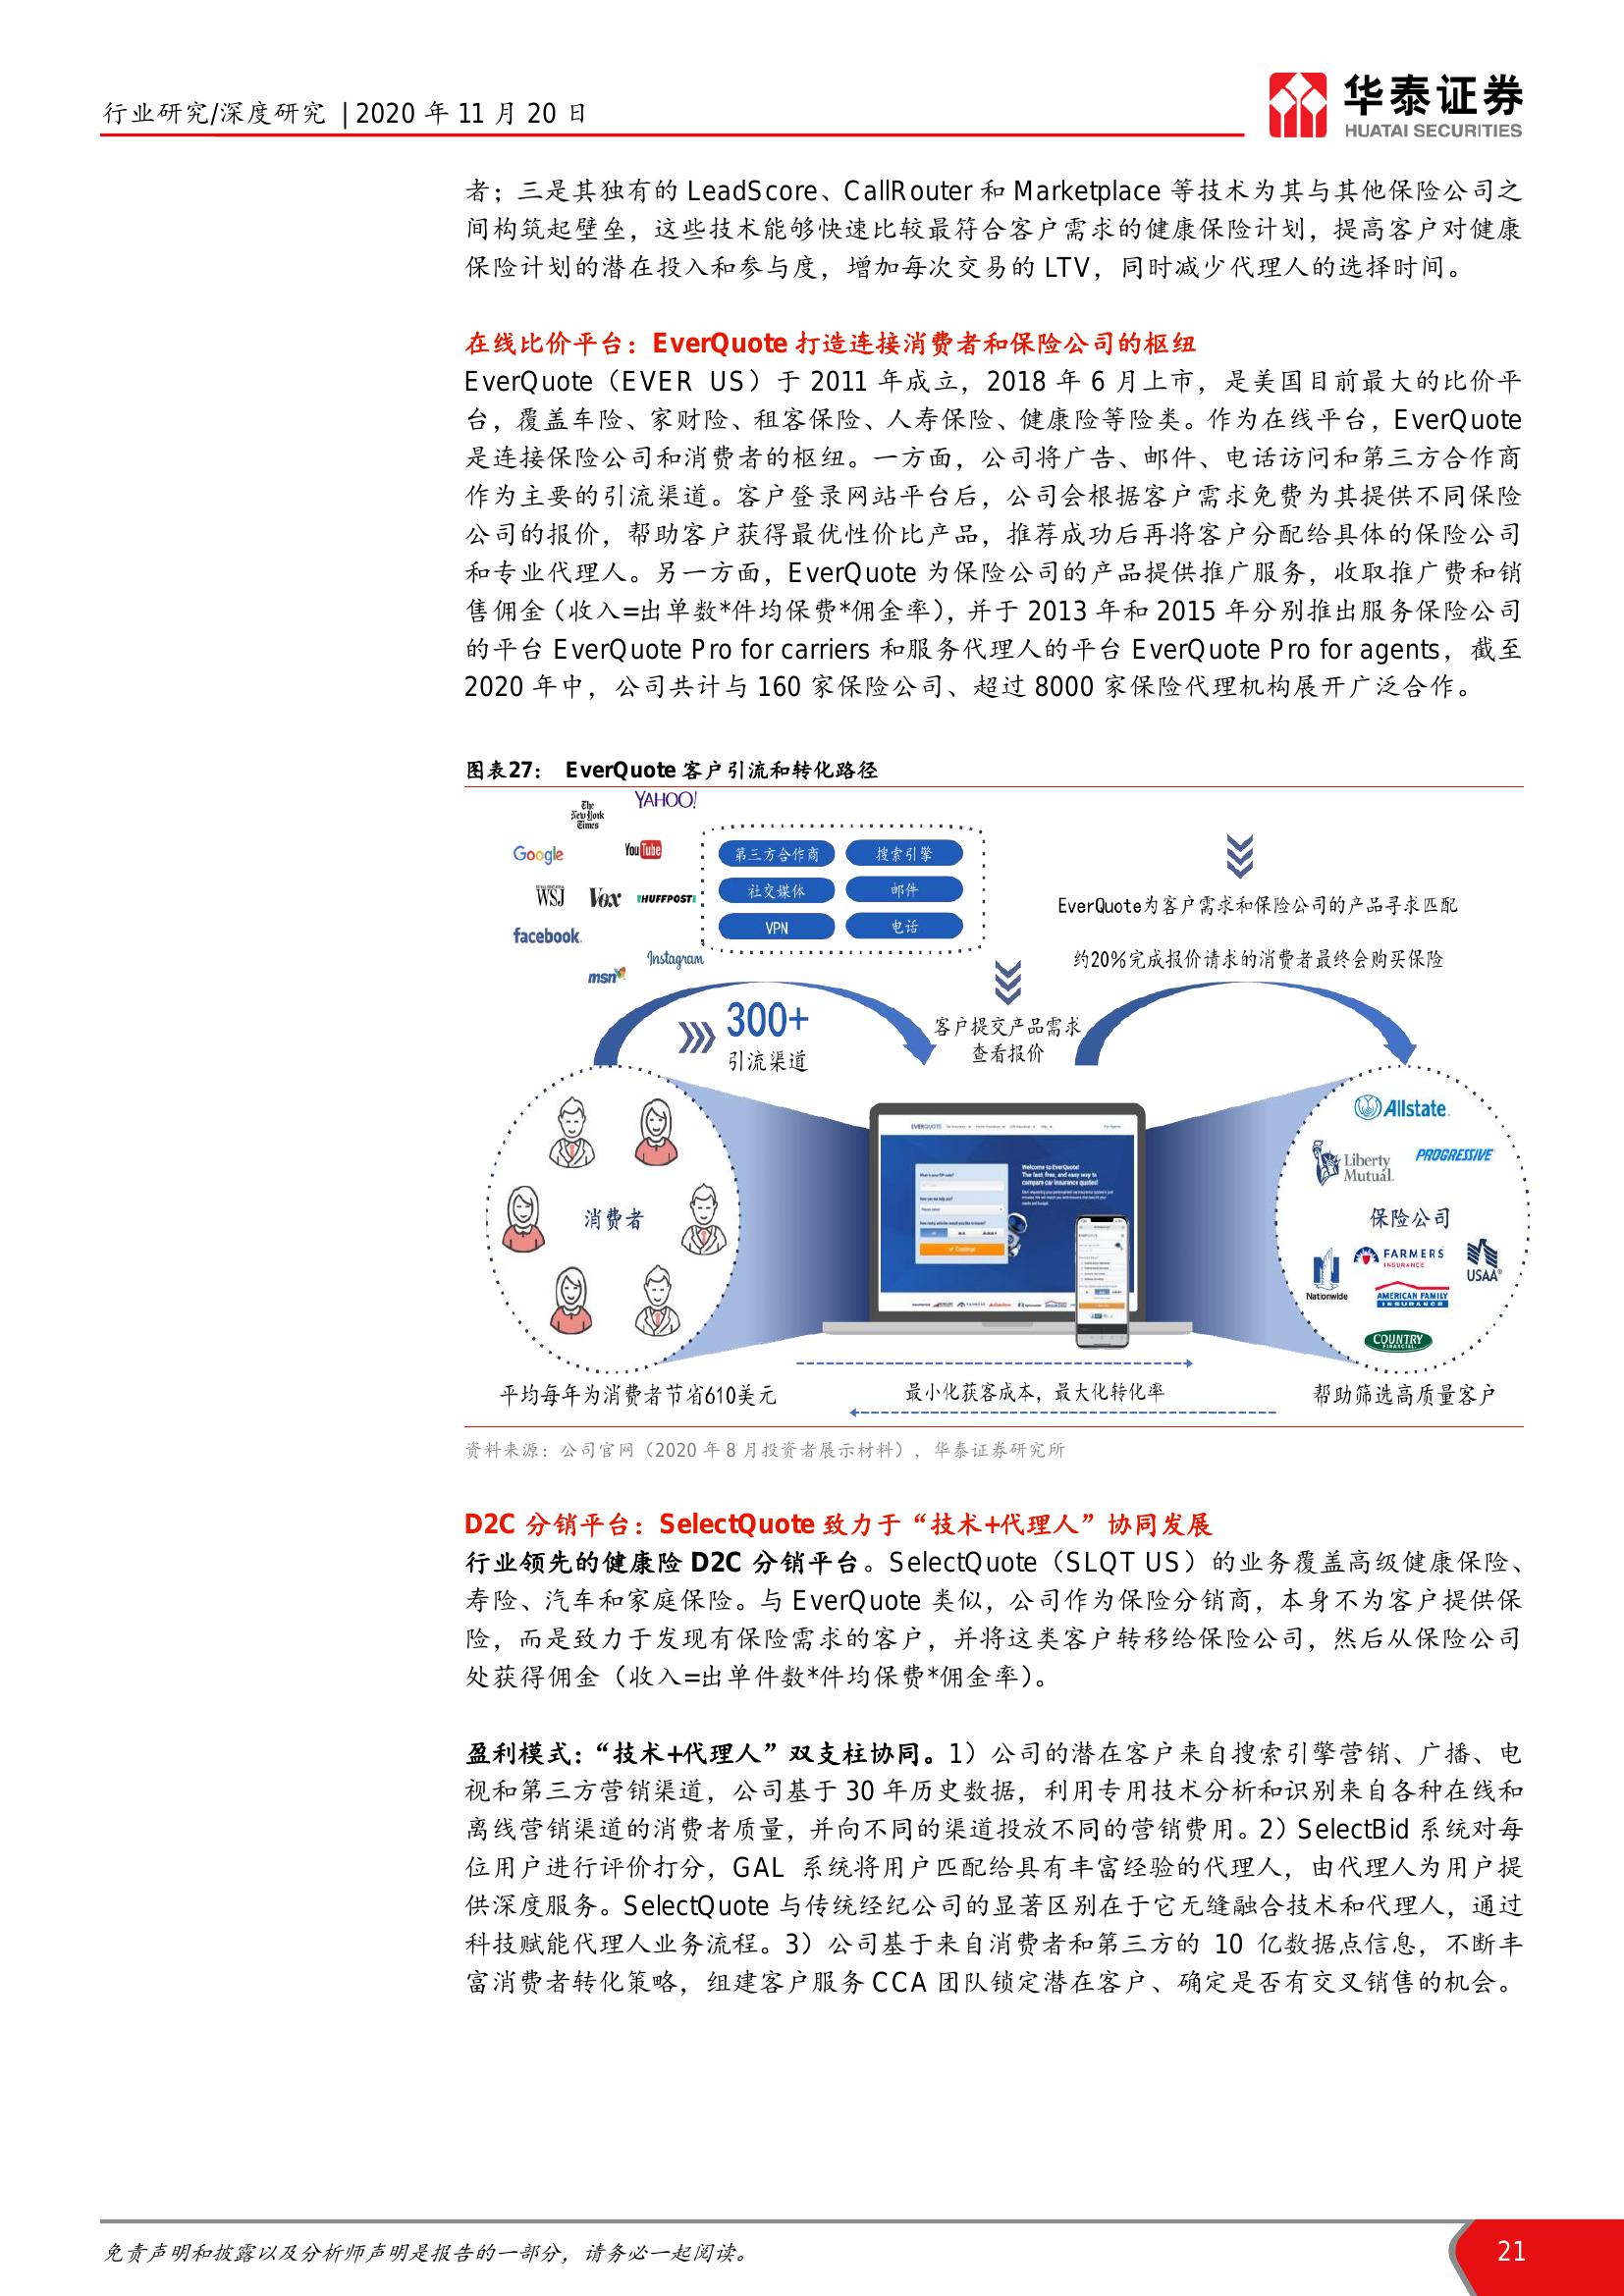 行业研究/深度研究 | 2020 年 11 月 20 日
华泰证券
HUATAI SECURITIES
者；三是其独有的 LeadScore、CallRouter 和 Marketplace 等技术为其与其他保险公司之
间构筑起壁垒，这些技术能够快速比较最符合客户需求的健康保险计划，提高客户对健康
保险计划的潜在投入和参与度，增加每次交易的 LTV，同时减少代理人的选择时间。
在线比价平台：EverQuote 打造连接消费者和保险公司的枢纽
EverQuote（EVER US）于 2011 年成立，2018 年 6 月上市，是美国目前最大的比价平
台，覆盖车险、家财险、租客保险、人寿保险、健康险等险类。作为在线平台，EverQuote
是连接保险公司和消费者的枢纽。一方面，公司将广告、邮件、电话访问和第三方合作商
作为主要的引流渠道。客户登录网站平台后，公司会根据客户需求免费为其提供不同保险
公司的报价，帮助客户获得最优性价比产品，推荐成功后再将客户分配给具体的保险公司
和专业代理人。另一方面，EverQuote 为保险公司的产品提供推广服务，收取推广费和销
售佣金（收入=出单数*件均保费*佣金率），并于 2013 年和 2015 年分别推出服务保险公司
的平台 EverQuote Pro for carriers 和服务代理人的平台 EverQuote Pro for agents，截至
2020 年中，公司共计与 160 家保险公司、超过 8000 家保险代理机构展开广泛合作。
图表27： EverQuote 客户引流和转化路径
YAHOO!
The New York Times
Google
YouTube
WSJ
Vox
HUFFPOST
facebook.
Instagram
msn
第三方合作商
搜索引擎
社交媒体
邮件
VPN
电话
EverQuote为客户需求和保险公司的产品寻求匹配
约20%完成报价请求的消费者最终会购买保险
300+
引流渠道
客户提交产品需求
查看报价
消费者
EVERQUOTE
Welcome to EverQuote!
The fast, free, and easy way to
compare car insurance quotes!
Continue
Allstate.
Liberty Mutual.
PROGRESSIVE
保险公司
Nationwide
FARMERS INSURANCE
USAA®
AMERICAN FAMILY INSURANCE
COUNTRY FINANCIAL
平均每年为消费者节省610美元
最小化获客成本，最大化转化率
帮助筛选高质量客户
资料来源：公司官网（2020 年 8 月投资者展示材料），华泰证券研究所
D2C 分销平台：SelectQuote 致力于“技术+代理人”协同发展
行业领先的健康险 D2C 分销平台。SelectQuote（SLQT US）的业务覆盖高级健康保险、
寿险、汽车和家庭保险。与 EverQuote 类似，公司作为保险分销商，本身不为客户提供保
险，而是致力于发现有保险需求的客户，并将这类客户转移给保险公司，然后从保险公司
处获得佣金（收入=出单件数*件均保费*佣金率）。
盈利模式：“技术+代理人”双支柱协同。1）公司的潜在客户来自搜索引擎营销、广播、电
视和第三方营销渠道，公司基于 30 年历史数据，利用专用技术分析和识别来自各种在线和
离线营销渠道的消费者质量，并向不同的渠道投放不同的营销费用。2）SelectBid 系统对每
位用户进行评价打分，GAL 系统将用户匹配给具有丰富经验的代理人，由代理人为用户提
供深度服务。SelectQuote 与传统经纪公司的显著区别在于它无缝融合技术和代理人，通过
科技赋能代理人业务流程。3）公司基于来自消费者和第三方的 10 亿数据点信息，不断丰
富消费者转化策略，组建客户服务 CCA 团队锁定潜在客户、确定是否有交叉销售的机会。
免责声明和披露以及分析师声明是报告的一部分，请务必一起阅读。
21